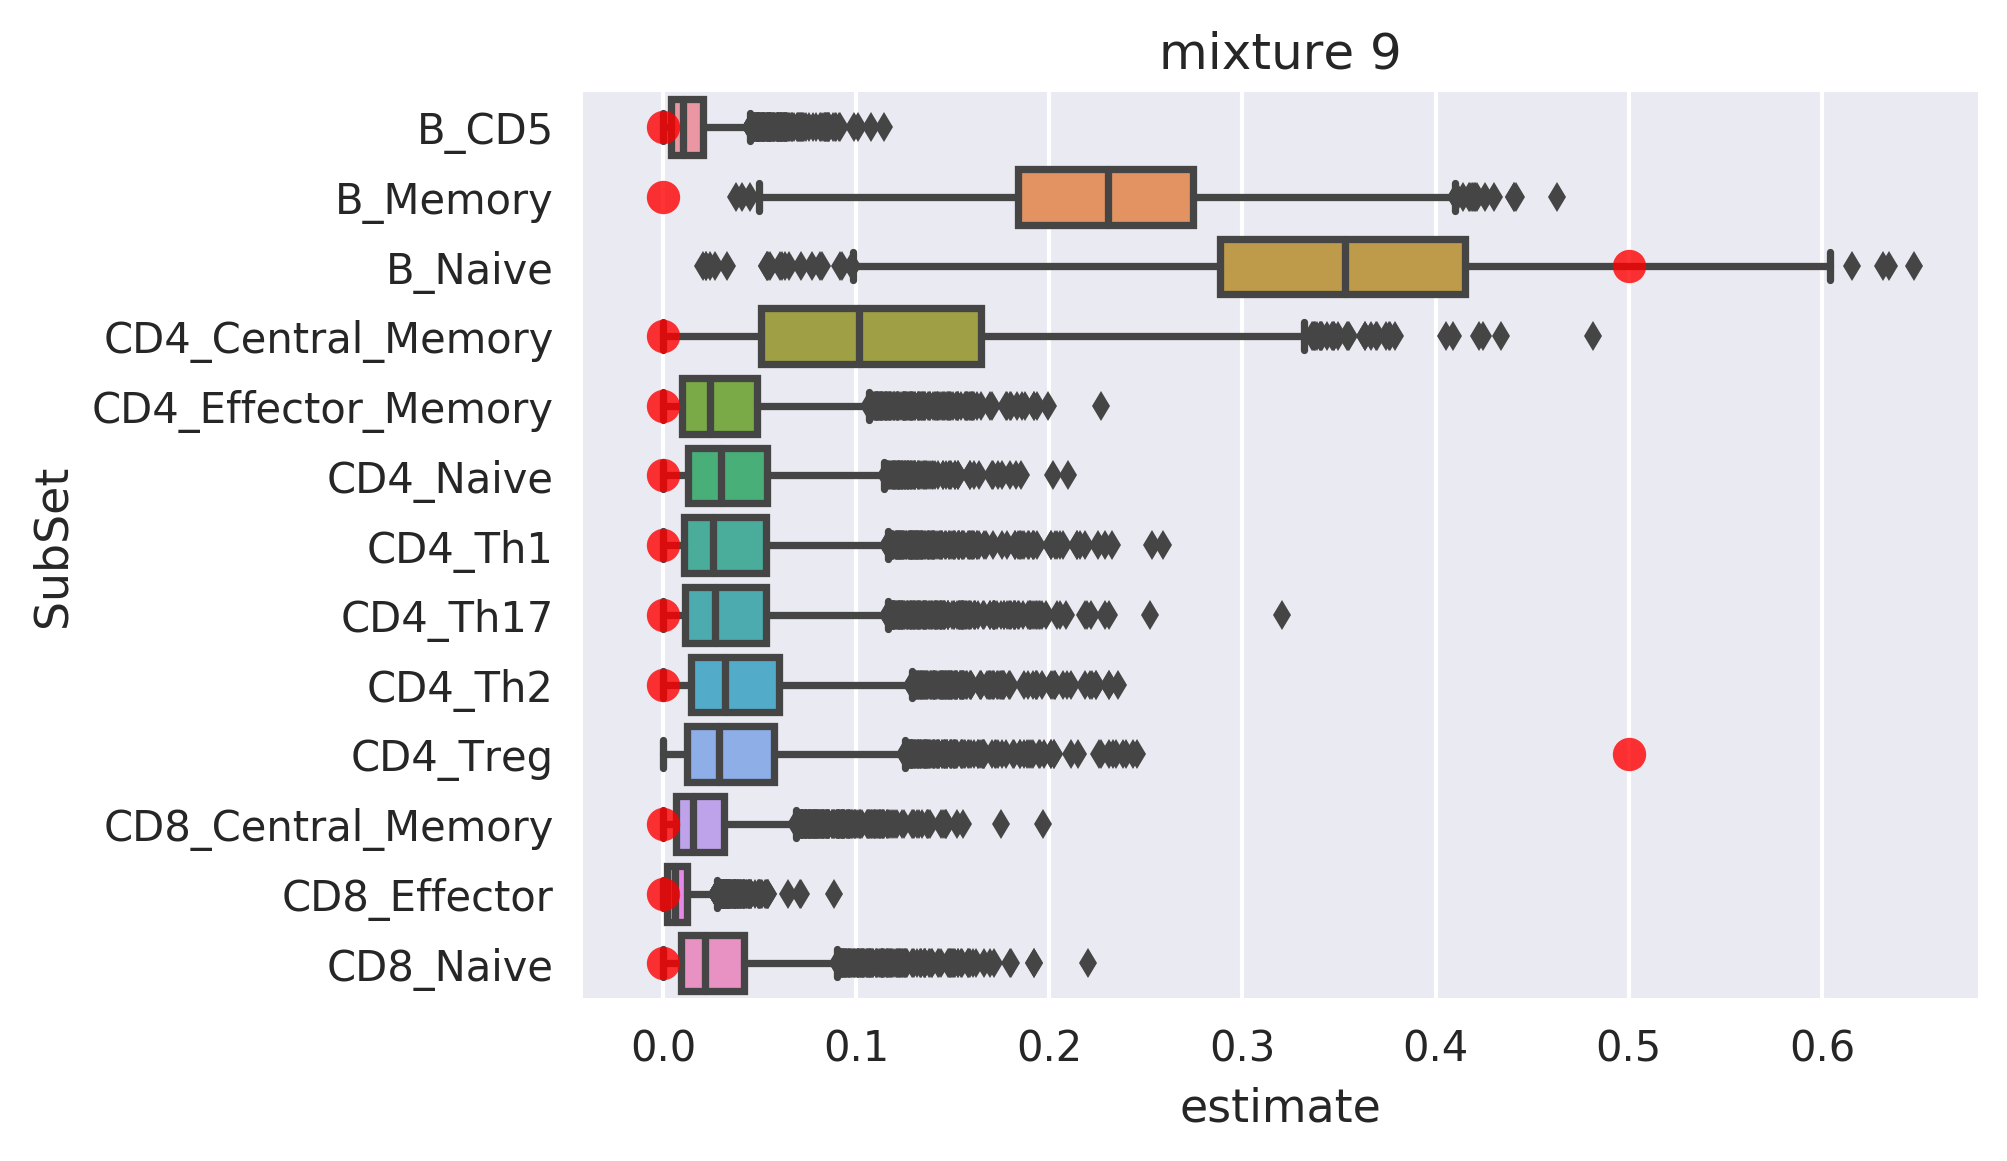 mixture 9
B_CD5
B_Memory
B_Naive
CD4_Central_Memory
CD4_Effector_Memory
CD4_Naive
CD4_Th1
CD4_Th17
CD4_Th2
CD4_Treg
CD8_Central_Memory
CD8_Effector
CD8_Naive
SubSet
0.0 0.1 0.2 0.3 0.4 0.5 0.6
estimate